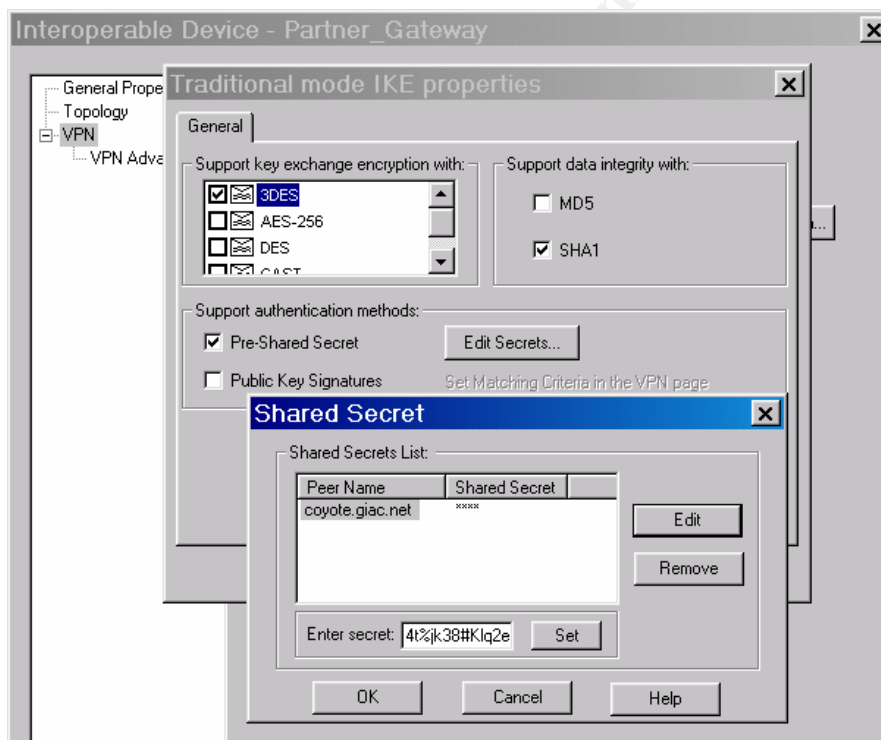 Interoperable Device - Partner_Gateway
General Prope
Topology
VPN
VPN Adva
Traditional mode IKE properties
General
Support key exchange encryption with:
3DES
AES-256
DES
CAST
Support data integrity with:
MD5
SHA1
Support authentication methods:
Pre-Shared Secret
Edit Secrets...
Public Key Signatures
Set Matching Criteria in the VPN page
Shared Secret
Shared Secrets List:
Peer Name Shared Secret
coyote.giac.net ****
Edit
Remove
Enter secret: 4t%jk38#Klq2e Set
OK Cancel Help